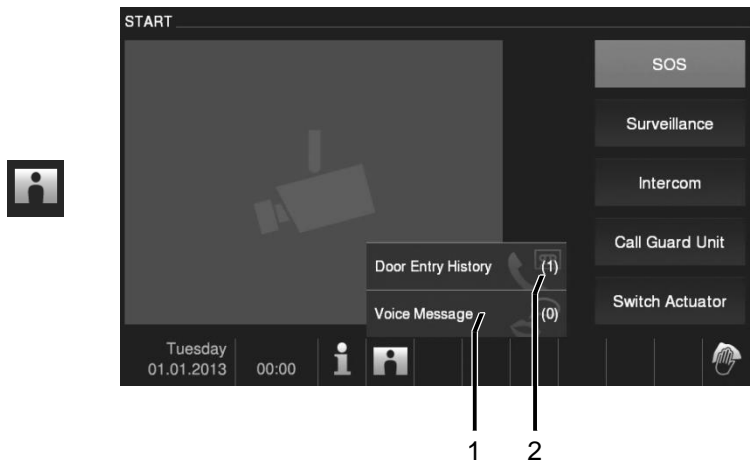 START
SOS
Surveillance
Intercom
Call Guard Unit
Switch Actuator
Door Entry History (1)
Voice Message (0)
Tuesday
01.01.2013 00:00
1 2